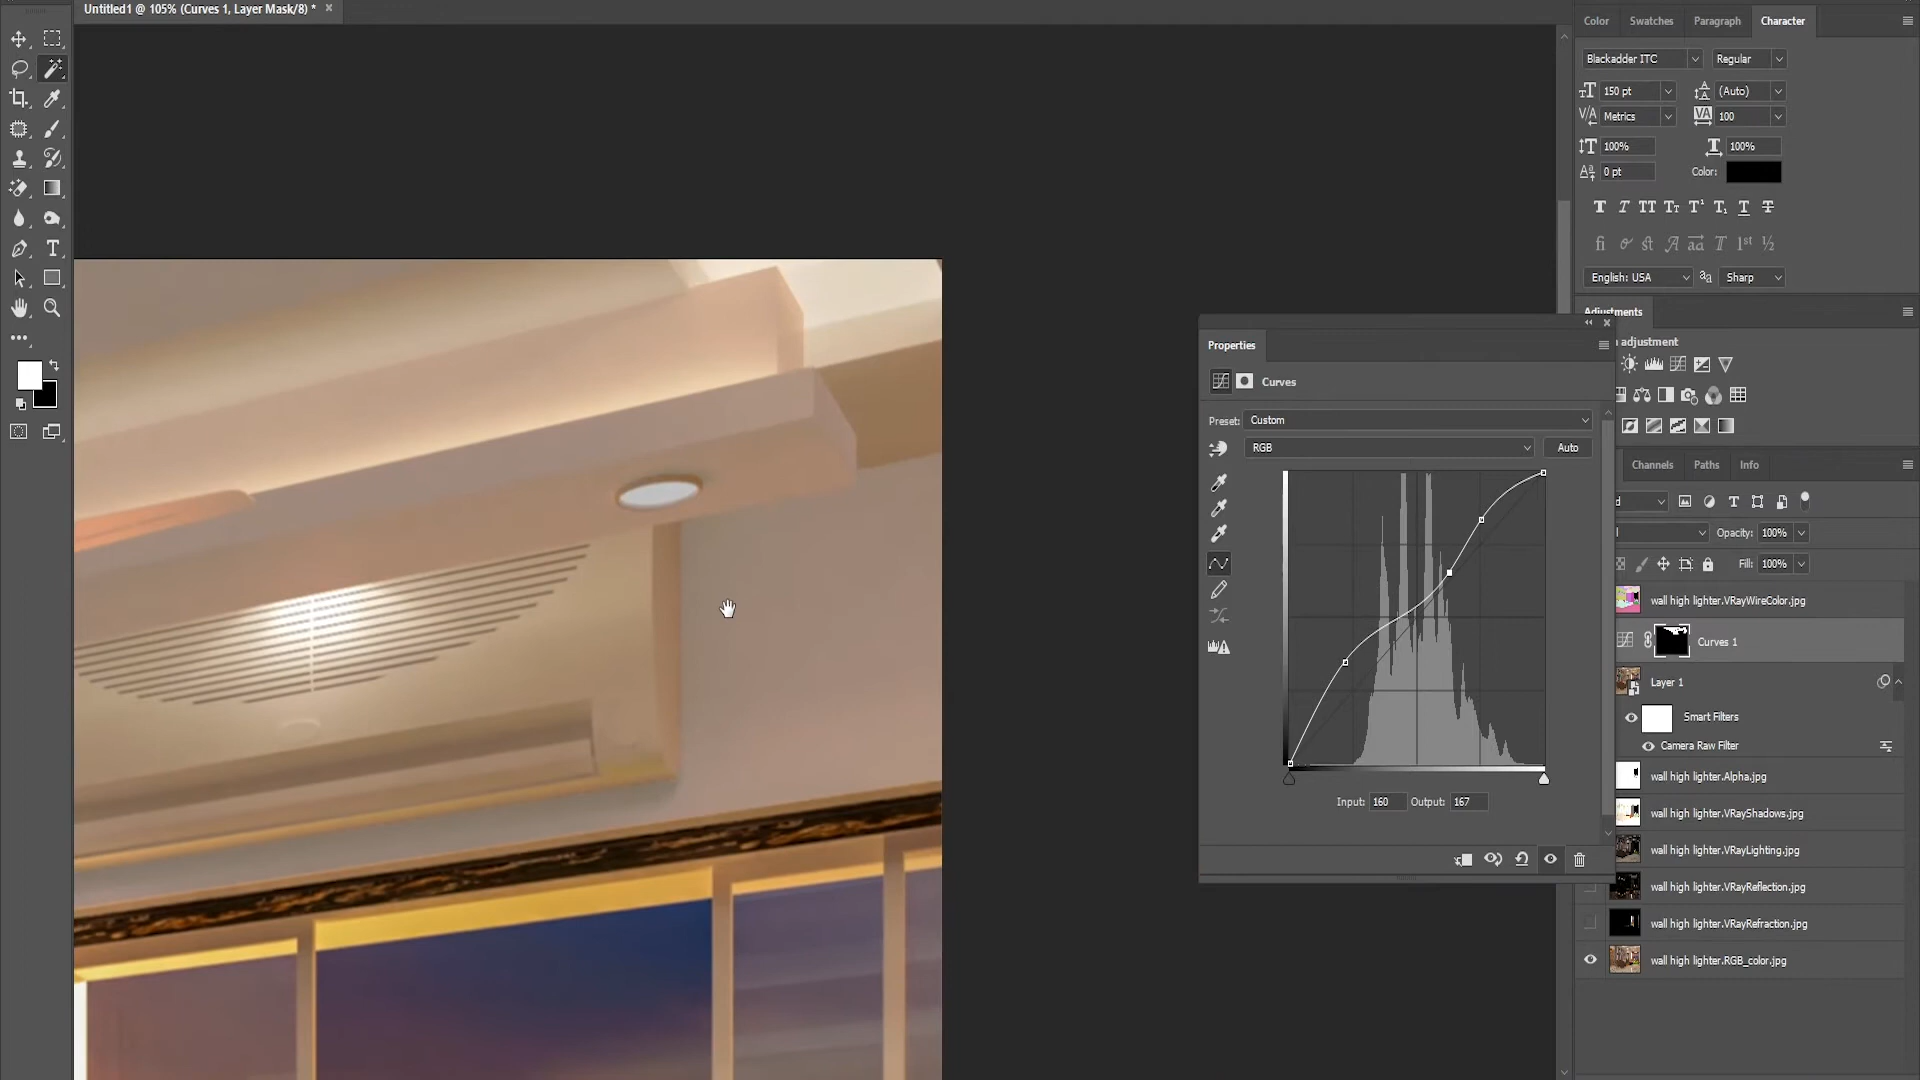 Untitled1 @ 105% (Curves 1, Layer Mask/8) *
Color Swatches Paragraph Character
Blackadder ITC Regular
150 pt (Auto)
Metrics 100
100% 100%
0 pt Color:
English: USA Sharp
Adjustments
adjustment
Properties
Curves
Preset: Custom
RGB Auto
Input: 160 Output: 167
Channels Paths Info
Opacity: 100%
Fill: 100%
wall high lighter.VRayWireColor.jpg
Curves 1
Layer 1
Smart Filters
Camera Raw Filter
wall high lighter.Alpha.jpg
wall high lighter.VRayShadows.jpg
wall high lighter.VRayLighting.jpg
wall high lighter.VRayReflection.jpg
wall high lighter.VRayRefraction.jpg
wall high lighter.RGB_color.jpg